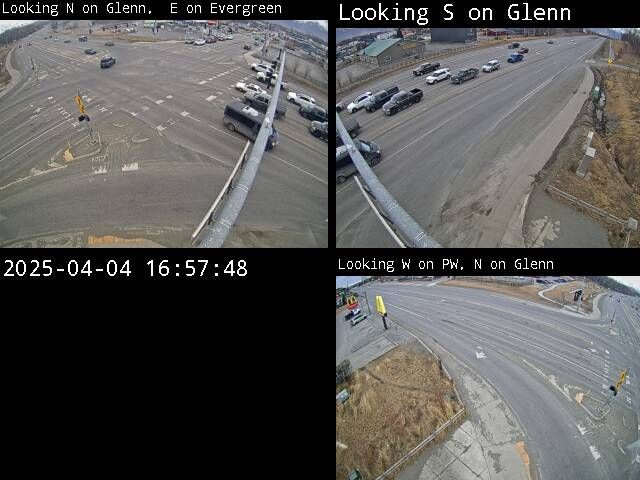 Looking N on Glenn,  E on Evergreen
Looking S on Glenn
2025-04-04 16:57:48
Looking W on PW, N on Glenn